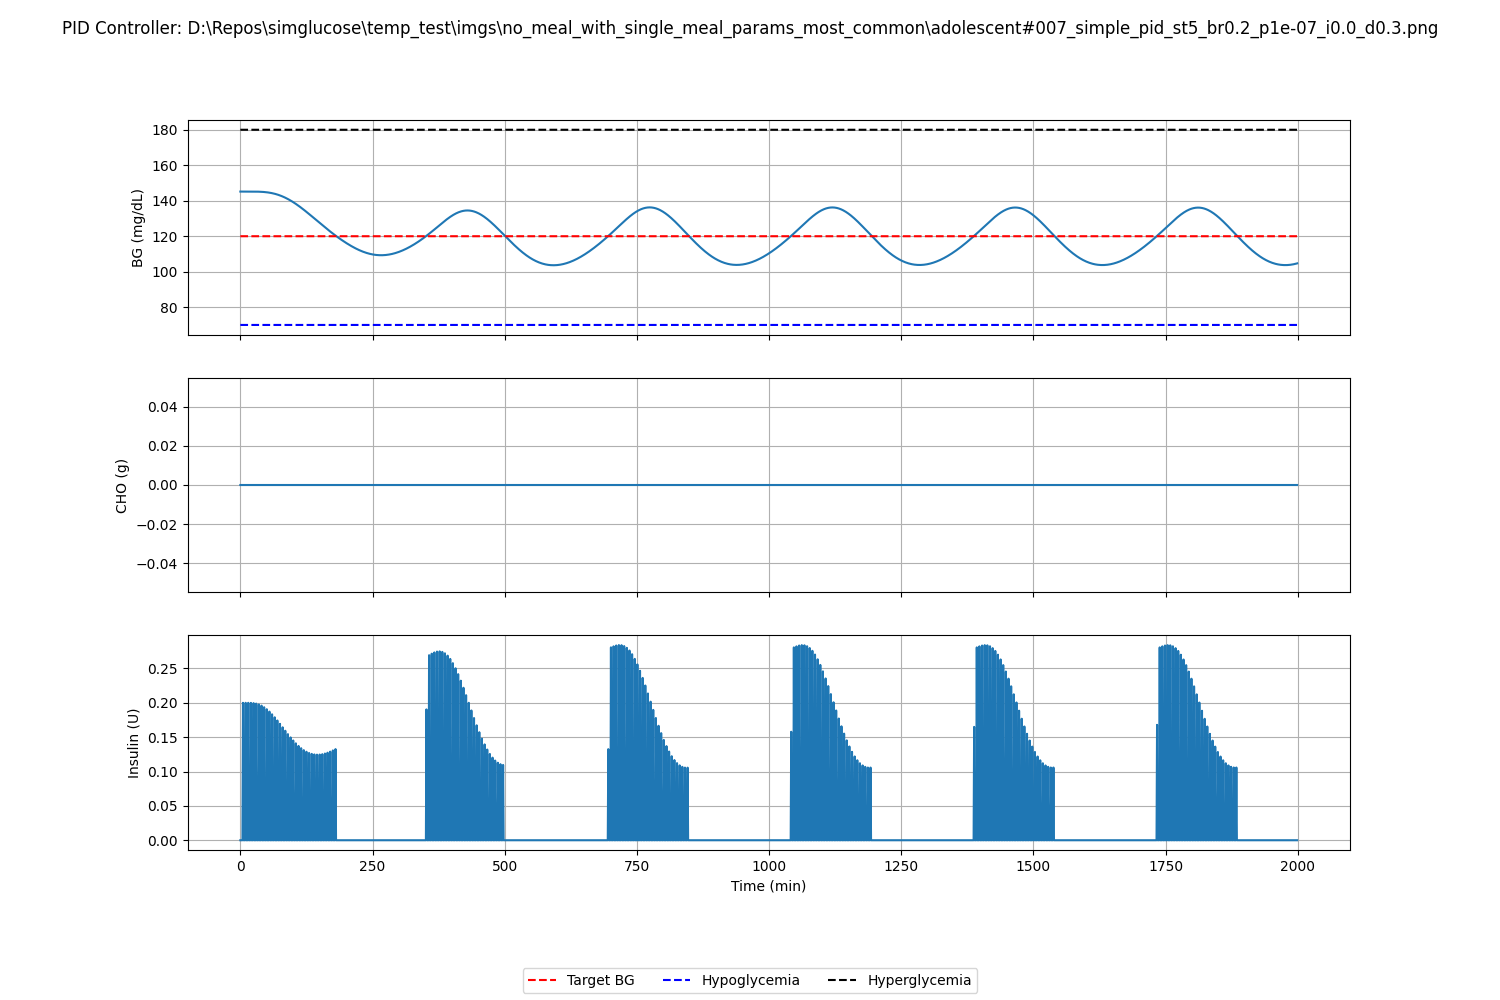 PID Controller: D:\Repos\simglucose\temp_test\imgs\no_meal_with_single_meal_params_most_common\adolescent#007_simple_pid_st5_br0.2_p1e-07_i0.0_d0.3.png
180
160
140
120
100
80
BG (mg/dL)
0.04
0.02
0.00
−0.02
−0.04
CHO (g)
0.25
0.20
0.15
0.10
0.05
0.00
Insulin (U)
0 250 500 750 1000 1250 1500 1750 2000
Time (min)
Target BG Hypoglycemia Hyperglycemia